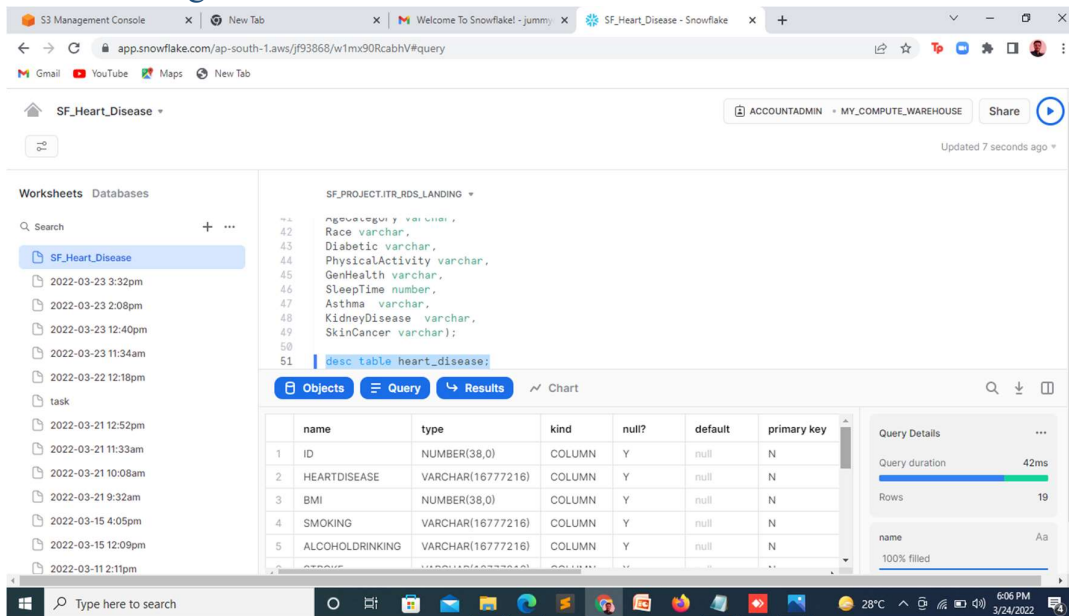 S3 Management Console
New Tab
Welcome To Snowflake! - jummy
SF_Heart_Disease - Snowflake
app.snowflake.com/ap-south-1.aws/jf93868/w1mx90RcabhV#query
Gmail YouTube Maps New Tab
SF_Heart_Disease
ACCOUNTADMIN MY_COMPUTE_WAREHOUSE Share
Updated 7 seconds ago
Worksheets Databases
Search
SF_Heart_Disease
2022-03-23 3:32pm
2022-03-23 2:08pm
2022-03-23 12:40pm
2022-03-23 11:34am
2022-03-22 12:18pm
task
2022-03-21 12:52pm
2022-03-21 11:33am
2022-03-21 10:08am
2022-03-21 9:32am
2022-03-15 4:05pm
2022-03-15 12:09pm
2022-03-11 2:11pm
SF_PROJECT.ITR_RDS_LANDING
41 AgeCategory varchar,
42 Race varchar,
43 Diabetic varchar,
44 PhysicalActivity varchar,
45 GenHealth varchar,
46 SleepTime number,
47 Asthma varchar,
48 KidneyDisease varchar,
49 SkinCancer varchar);
50
51 desc table heart_disease;
Objects Query Results Chart
name type kind null? default primary key
1 ID NUMBER(38,0) COLUMN Y null N
2 HEARTDISEASE VARCHAR(16777216) COLUMN Y null N
3 BMI NUMBER(38,0) COLUMN Y null N
4 SMOKING VARCHAR(16777216) COLUMN Y null N
5 ALCOHOLDRINKING VARCHAR(16777216) COLUMN Y null N
Query Details ...
Query duration 42ms
Rows 19
name Aa
100% filled
Type here to search
28°C
6:06 PM
3/24/2022